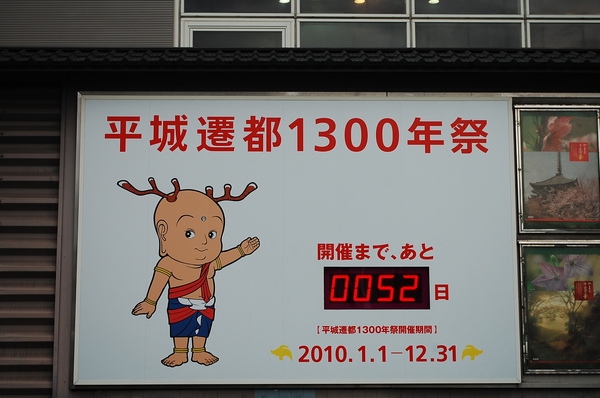 平城遷都1300年祭
開催まで、あと
0052日
【平城遷都1300年祭開催期間】
2010.1.1－12.31